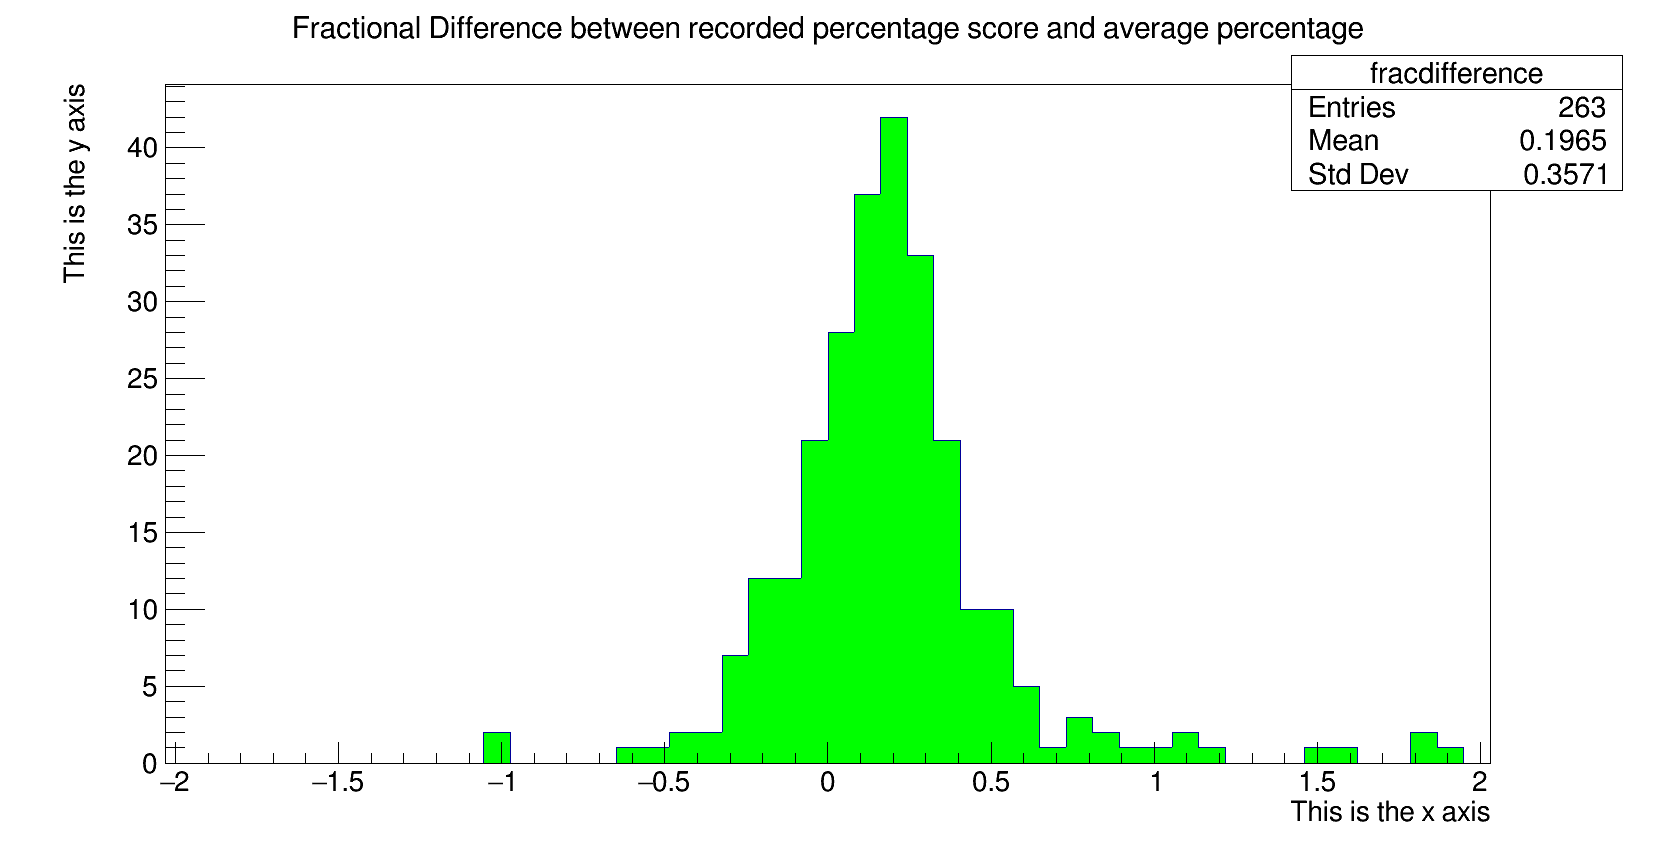 Fractional Difference between recorded percentage score and average percentage
fracdifference
Entries 263
Mean 0.1965
Std Dev 0.3571
This is the y axis
40
35
30
25
20
15
10
5
0
−2 −1.5 −1 −0.5 0 0.5 1 1.5 2
This is the x axis